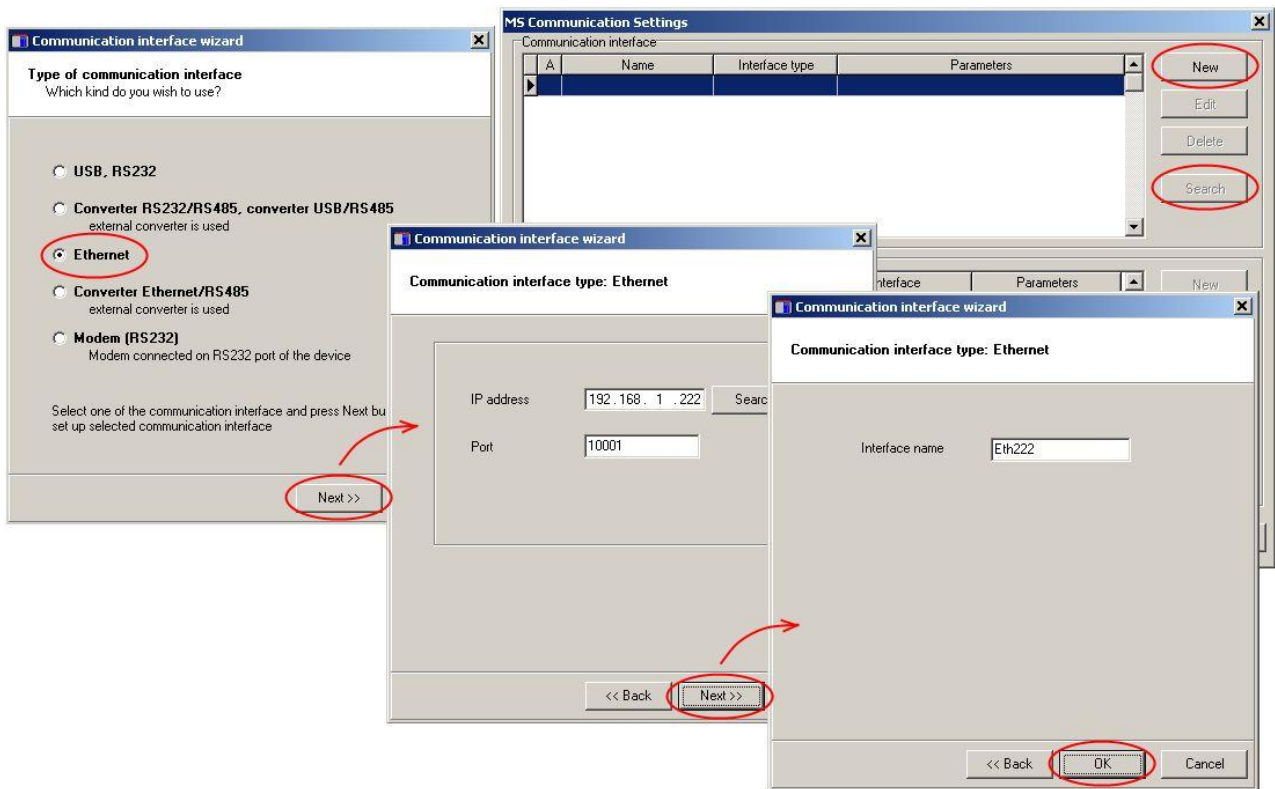 Communication interface wizard
Type of communication interface
Which kind do you wish to use?
USB, RS232
Converter RS232/RS485, converter USB/RS485
external converter is used
Ethernet
Converter Ethernet/RS485
external converter is used
Modem (RS232)
Modem connected on RS232 port of the device
Select one of the communication interface and press Next bu
set up selected communication interface
Next >>
MS Communication Settings
Communication interface
A Name Interface type Parameters
New
Edit
Delete
Search
nterface Parameters
New
Communication interface wizard
Communication interface type: Ethernet
IP address 192.168. 1 .222 Searc
Port 10001
<< Back Next >>
Communication interface wizard
Communication interface type: Ethernet
Interface name Eth222
<< Back OK Cancel